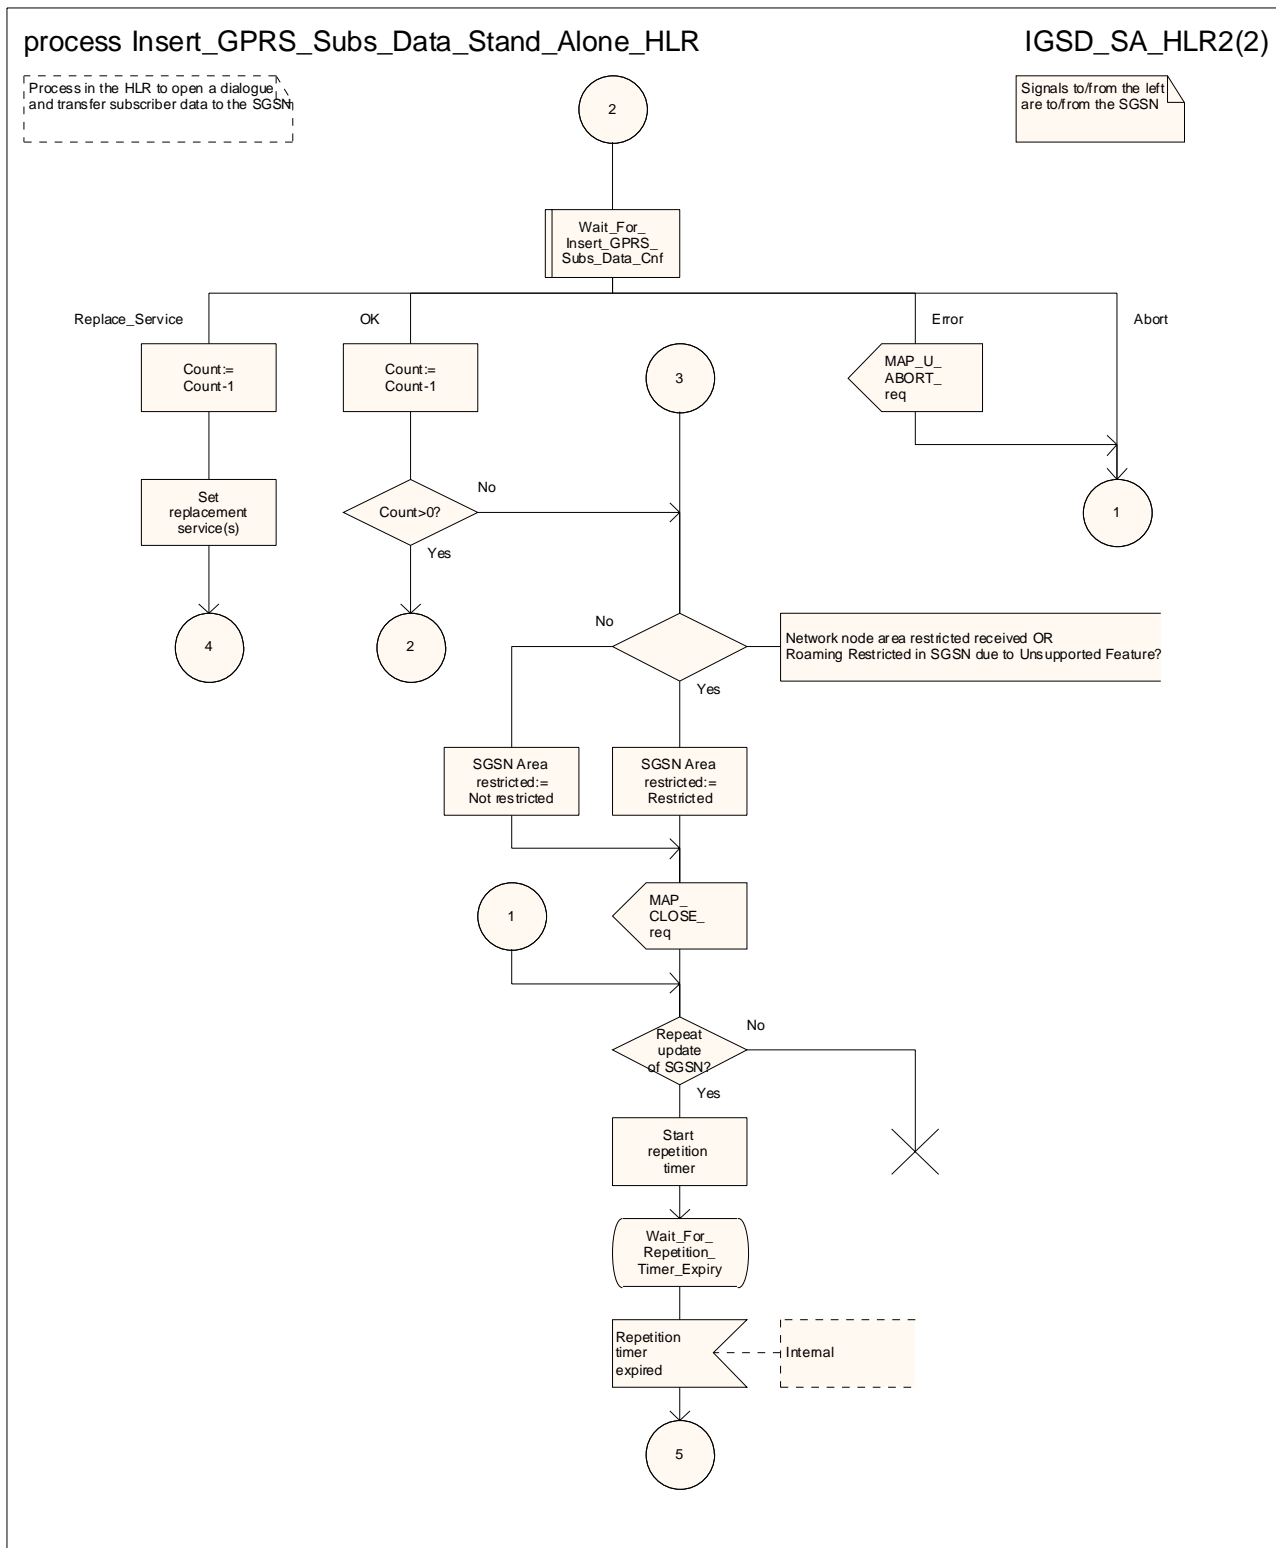 process Insert_GPRS_Subs_Data_Stand_Alone_HLR
IGSD_SA_HLR2(2)
Process in the HLR to open a dialogue
and transfer subscriber data to the SGSN
2
Signals to/from the left
are to/from the SGSN
Wait_For_
Insert_GPRS_
Subs_Data_Cnf
Replace_Service
OK
Error
Abort
Count:=
Count-1
Count:=
Count-1
3
MAP_U_
ABORT_
req
Set
replacement
service(s)
Count>0?
No
Yes
1
4
2
No
Yes
Network node area restricted received OR
Roaming Restricted in SGSN due to Unsupported Feature?
SGSN Area
restricted:=
Not restricted
SGSN Area
restricted:=
Restricted
1
MAP_
CLOSE_
req
Repeat
update
of SGSN?
No
Yes
Start
repetition
timer
Wait_For_
Repetition_
Timer_Expiry
Repetition
timer
expired
Internal
5